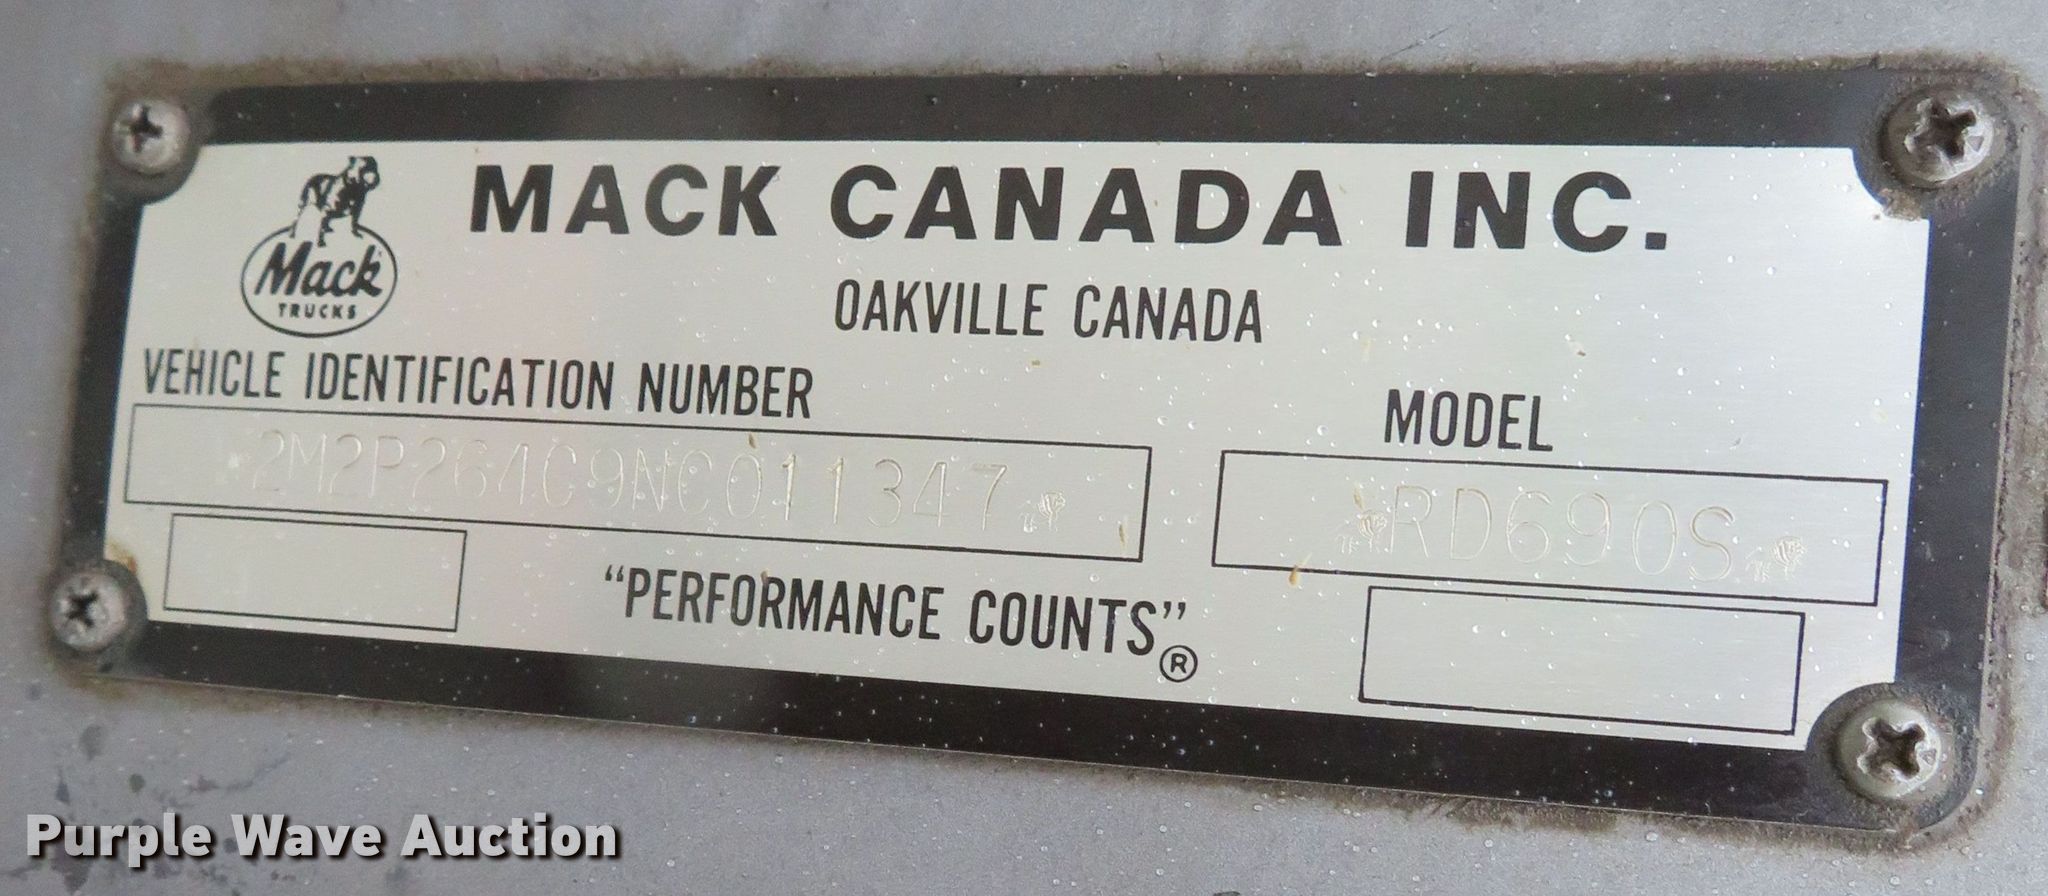 MACK CANADA INC.
Mack
TRUCKS
OAKVILLE CANADA
VEHICLE IDENTIFICATION NUMBER
MODEL
2M2P264C9NC011347
RD690S
"PERFORMANCE COUNTS"®
Purple Wave Auction